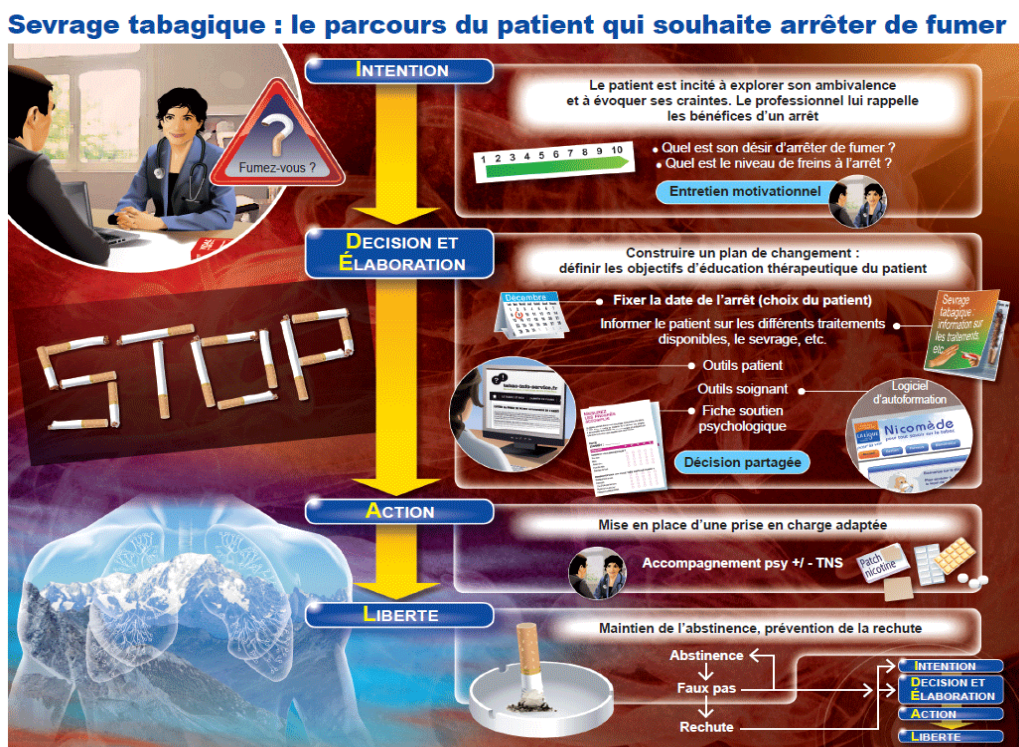 Sevrage tabagique : le parcours du patient qui souhaite arrêter de fumer
INTENTION
Fumez-vous ?
Le patient est incité à explorer son ambivalence
et à évoquer ses craintes. Le professionnel lui rappelle
les bénéfices d'un arrêt
1 2 3 4 5 6 7 8 9 10
• Quel est son désir d'arrêter de fumer ?
• Quel est le niveau de freins à l'arrêt ?
Entretien motivationnel
DECISION ET
ÉLABORATION
Construire un plan de changement :
définir les objectifs d'éducation thérapeutique du patient
Décembre
Fixer la date de l'arrêt (choix du patient)
Informer le patient sur les différents traitements
disponibles, le sevrage, etc.
Sevrage
tabagique :
information sur
les traitements,
etc.
STOP
Outils patient
Outils soignant
Fiche soutien
psychologique
Logiciel
d'autoformation
Nicomède
Décision partagée
ACTION
Mise en place d'une prise en charge adaptée
Accompagnement psy +/- TNS
Patch
nicotine
LIBERTE
Maintien de l'abstinence, prévention de la rechute
Abstinence
Faux pas
Rechute
INTENTION
DECISION ET
ÉLABORATION
ACTION
LIBERTE